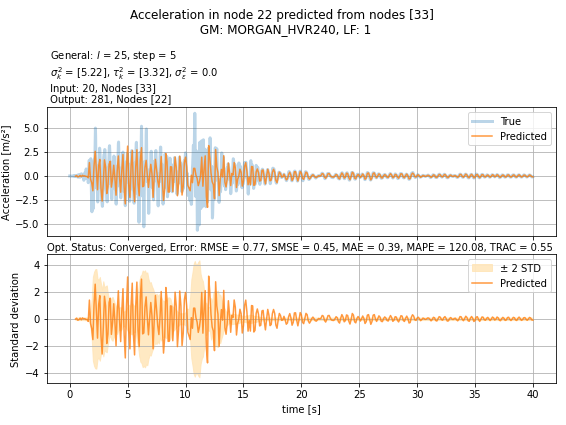 Acceleration in node 22 predicted from nodes [33]
GM: MORGAN_HVR240, LF: 1
General: l = 25, step = 5
σ²ₖ = [5.22], τ²ₖ = [3.32], σ²ε = 0.0
Input: 20, Nodes [33]
Output: 281, Nodes [22]
Acceleration [m/s²]
5.0
2.5
0.0
−2.5
−5.0
True
Predicted
Opt. Status: Converged, Error: RMSE = 0.77, SMSE = 0.45, MAE = 0.39, MAPE = 120.08, TRAC = 0.55
Standard deviation
4
2
0
−2
−4
± 2 STD
Predicted
0 5 10 15 20 25 30 35 40
time [s]